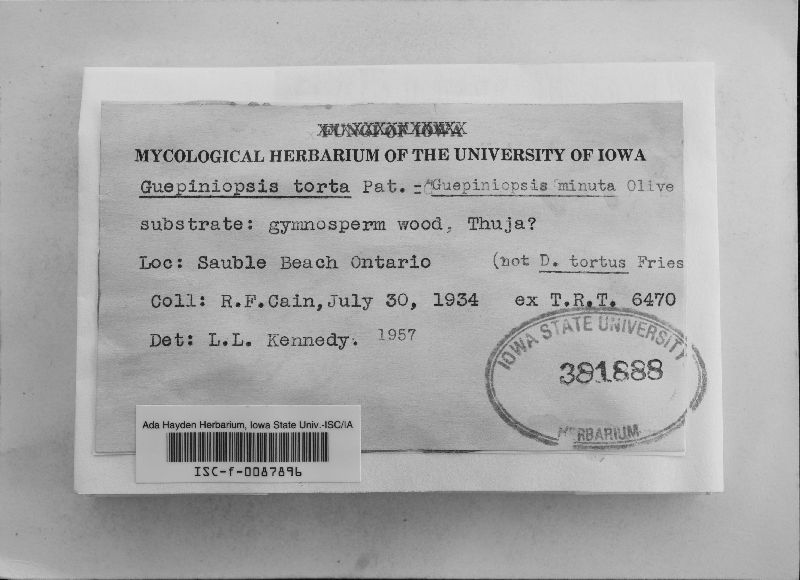 FUNGI OF IOWA
MYCOLOGICAL HERBARIUM OF THE UNIVERSITY OF IOWA
Guepiniopsis torta Pat. = Guepiniopsis minuta Olive
substrate: gymnosperm wood, Thuja?
Loc: Sauble Beach Ontario (not D. tortus Fries
Coll: R.F.Cain, July 30, 1934 ex T.R.T. 6470
Det: L.L. Kennedy. 1957
IOWA STATE UNIVERSITY
381888
HERBARIUM
Ada Hayden Herbarium, Iowa State Univ.-ISC/IA
ISC-f-0087896